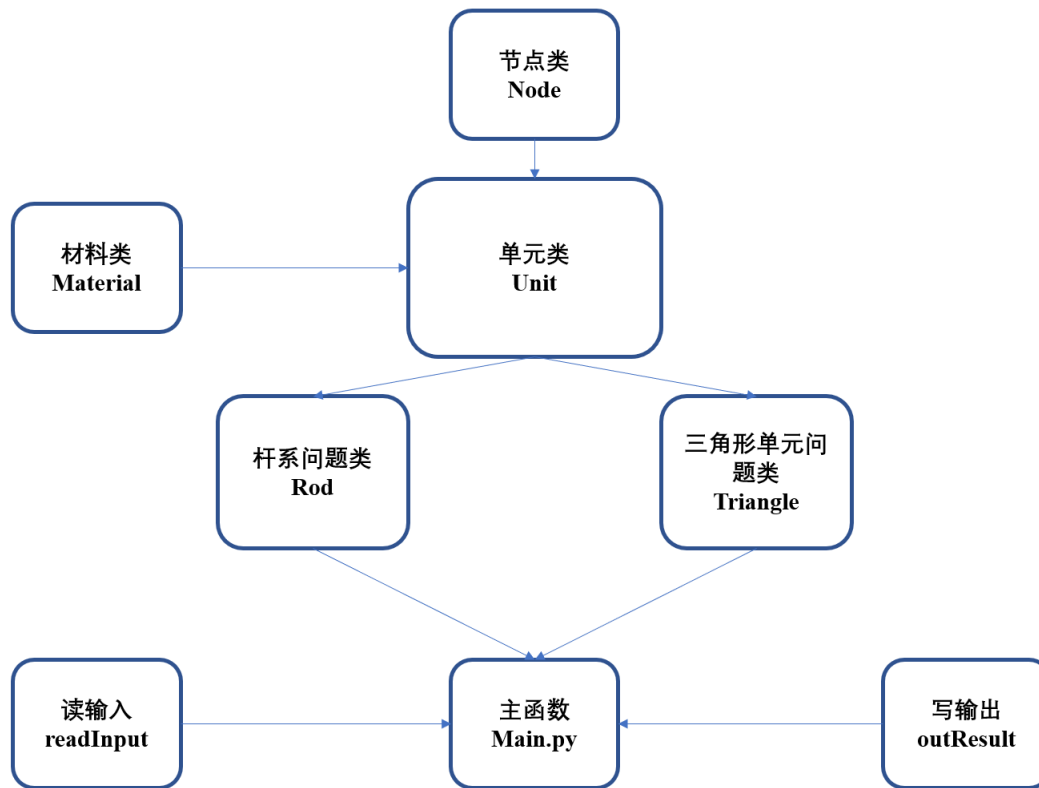 节点类
Node
材料类
Material
单元类
Unit
杆系问题类
Rod
三角形单元问
题类
Triangle
读输入
readInput
主函数
Main.py
写输出
outResult